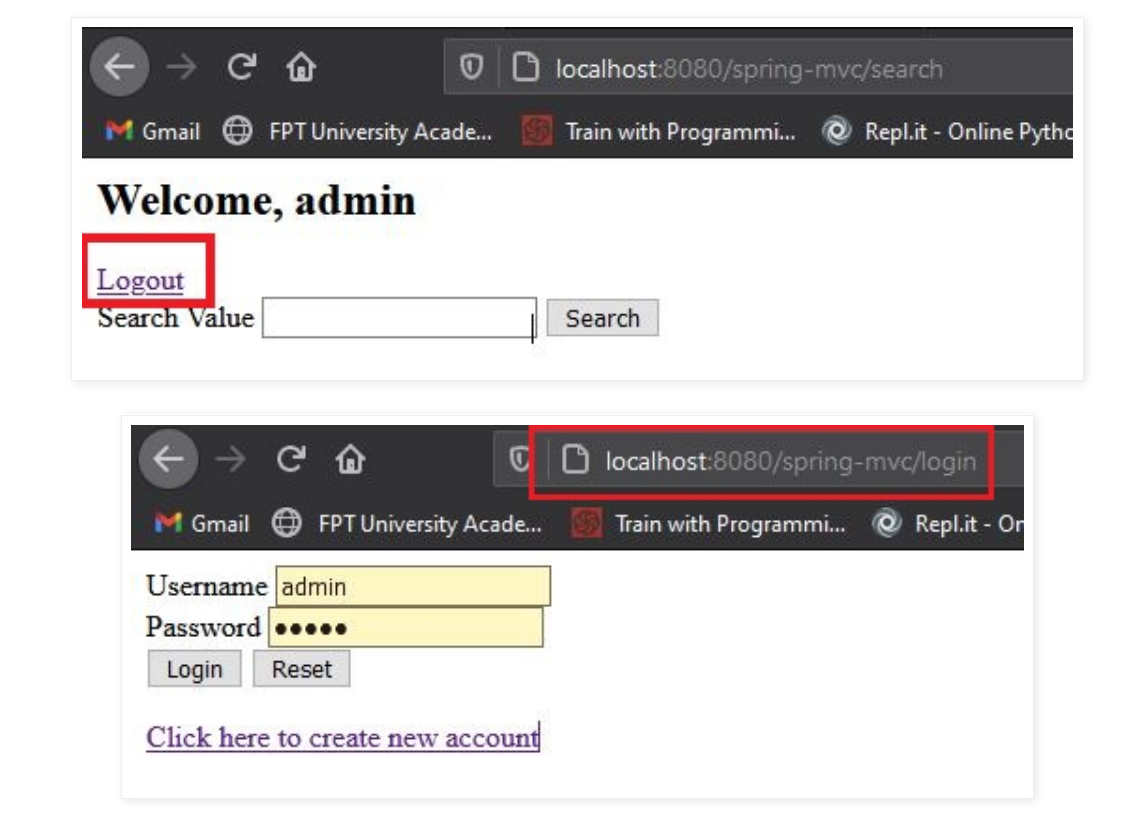 localhost:8080/spring-mvc/search
Gmail FPT University Acade... Train with Programmi... Repl.it - Online Pytho
Welcome, admin
Logout
Search Value Search
localhost:8080/spring-mvc/login
Gmail FPT University Acade... Train with Programmi... Repl.it - Or
Username admin
Password •••••
Login Reset
Click here to create new account